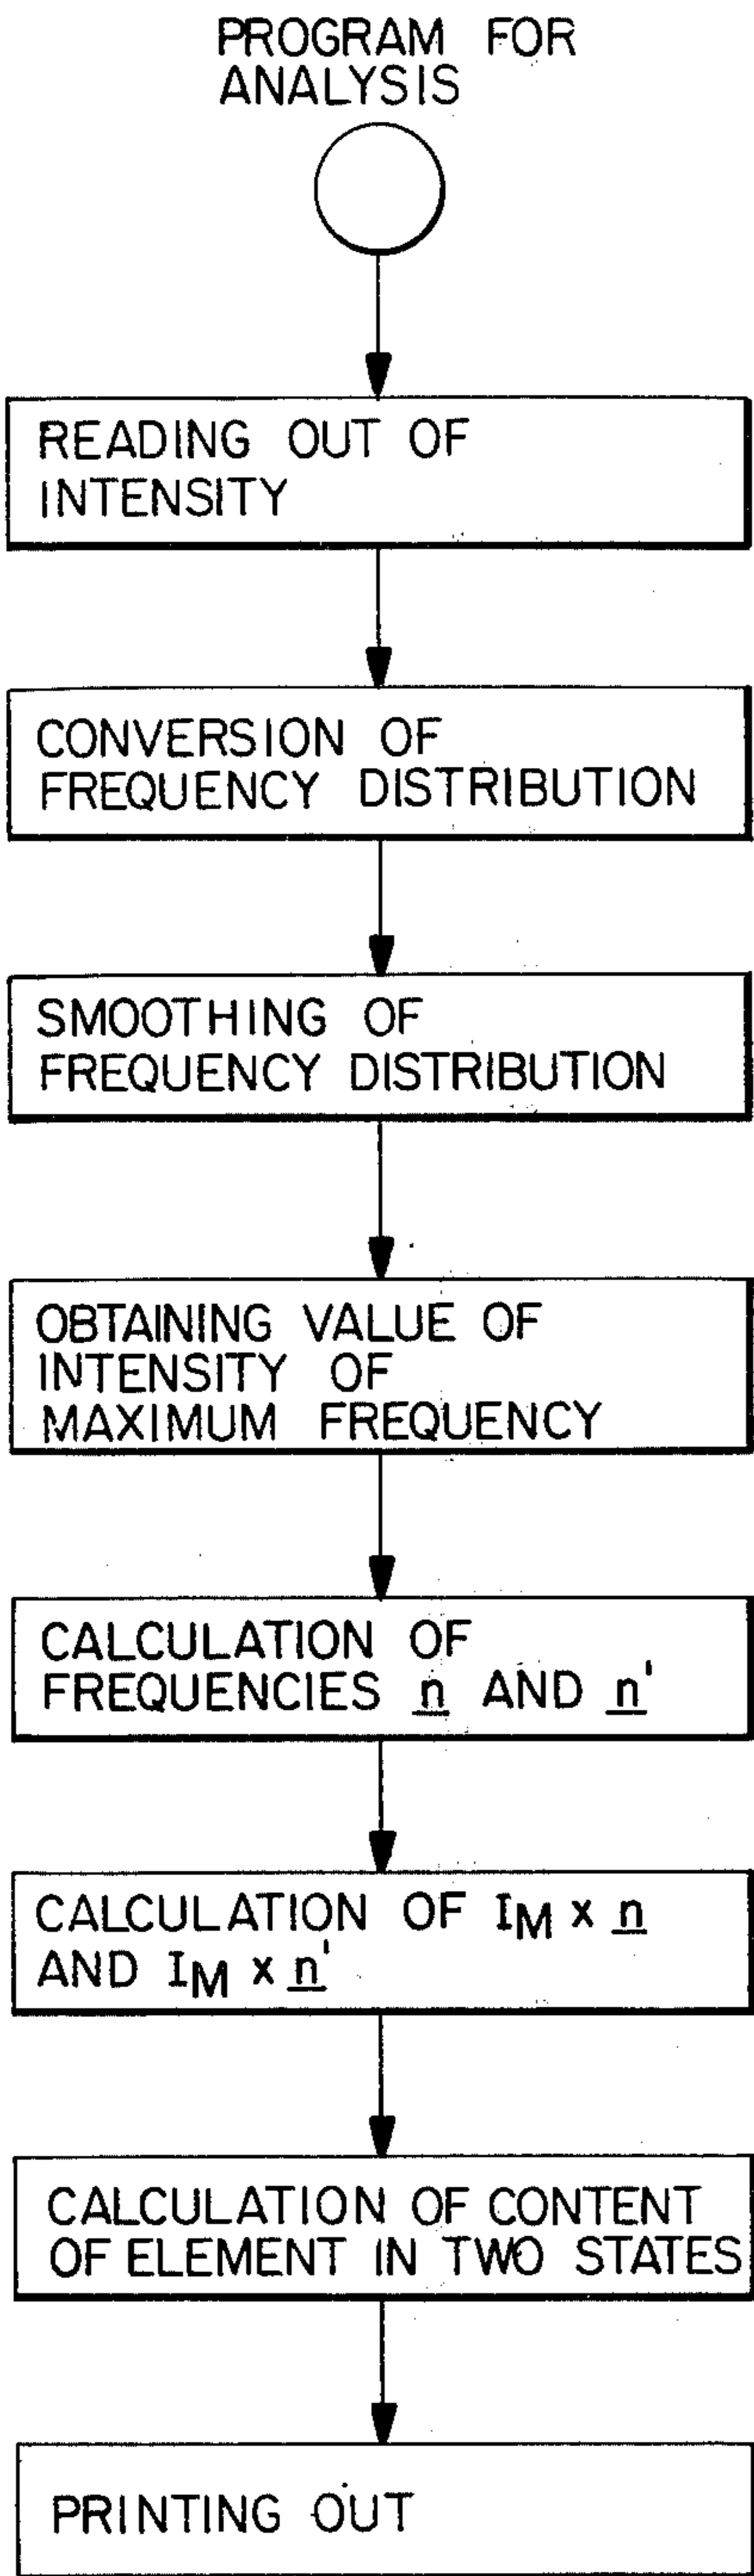 PROGRAM FOR
ANALYSIS
READING OUT OF
INTENSITY
CONVERSION OF
FREQUENCY DISTRIBUTION
SMOOTHING OF
FREQUENCY DISTRIBUTION
OBTAINING VALUE OF
INTENSITY OF
MAXIMUM FREQUENCY
CALCULATION OF
FREQUENCIES n AND n'
CALCULATION OF IM x n
AND IM x n'
CALCULATION OF CONTENT
OF ELEMENT IN TWO STATES
PRINTING OUT